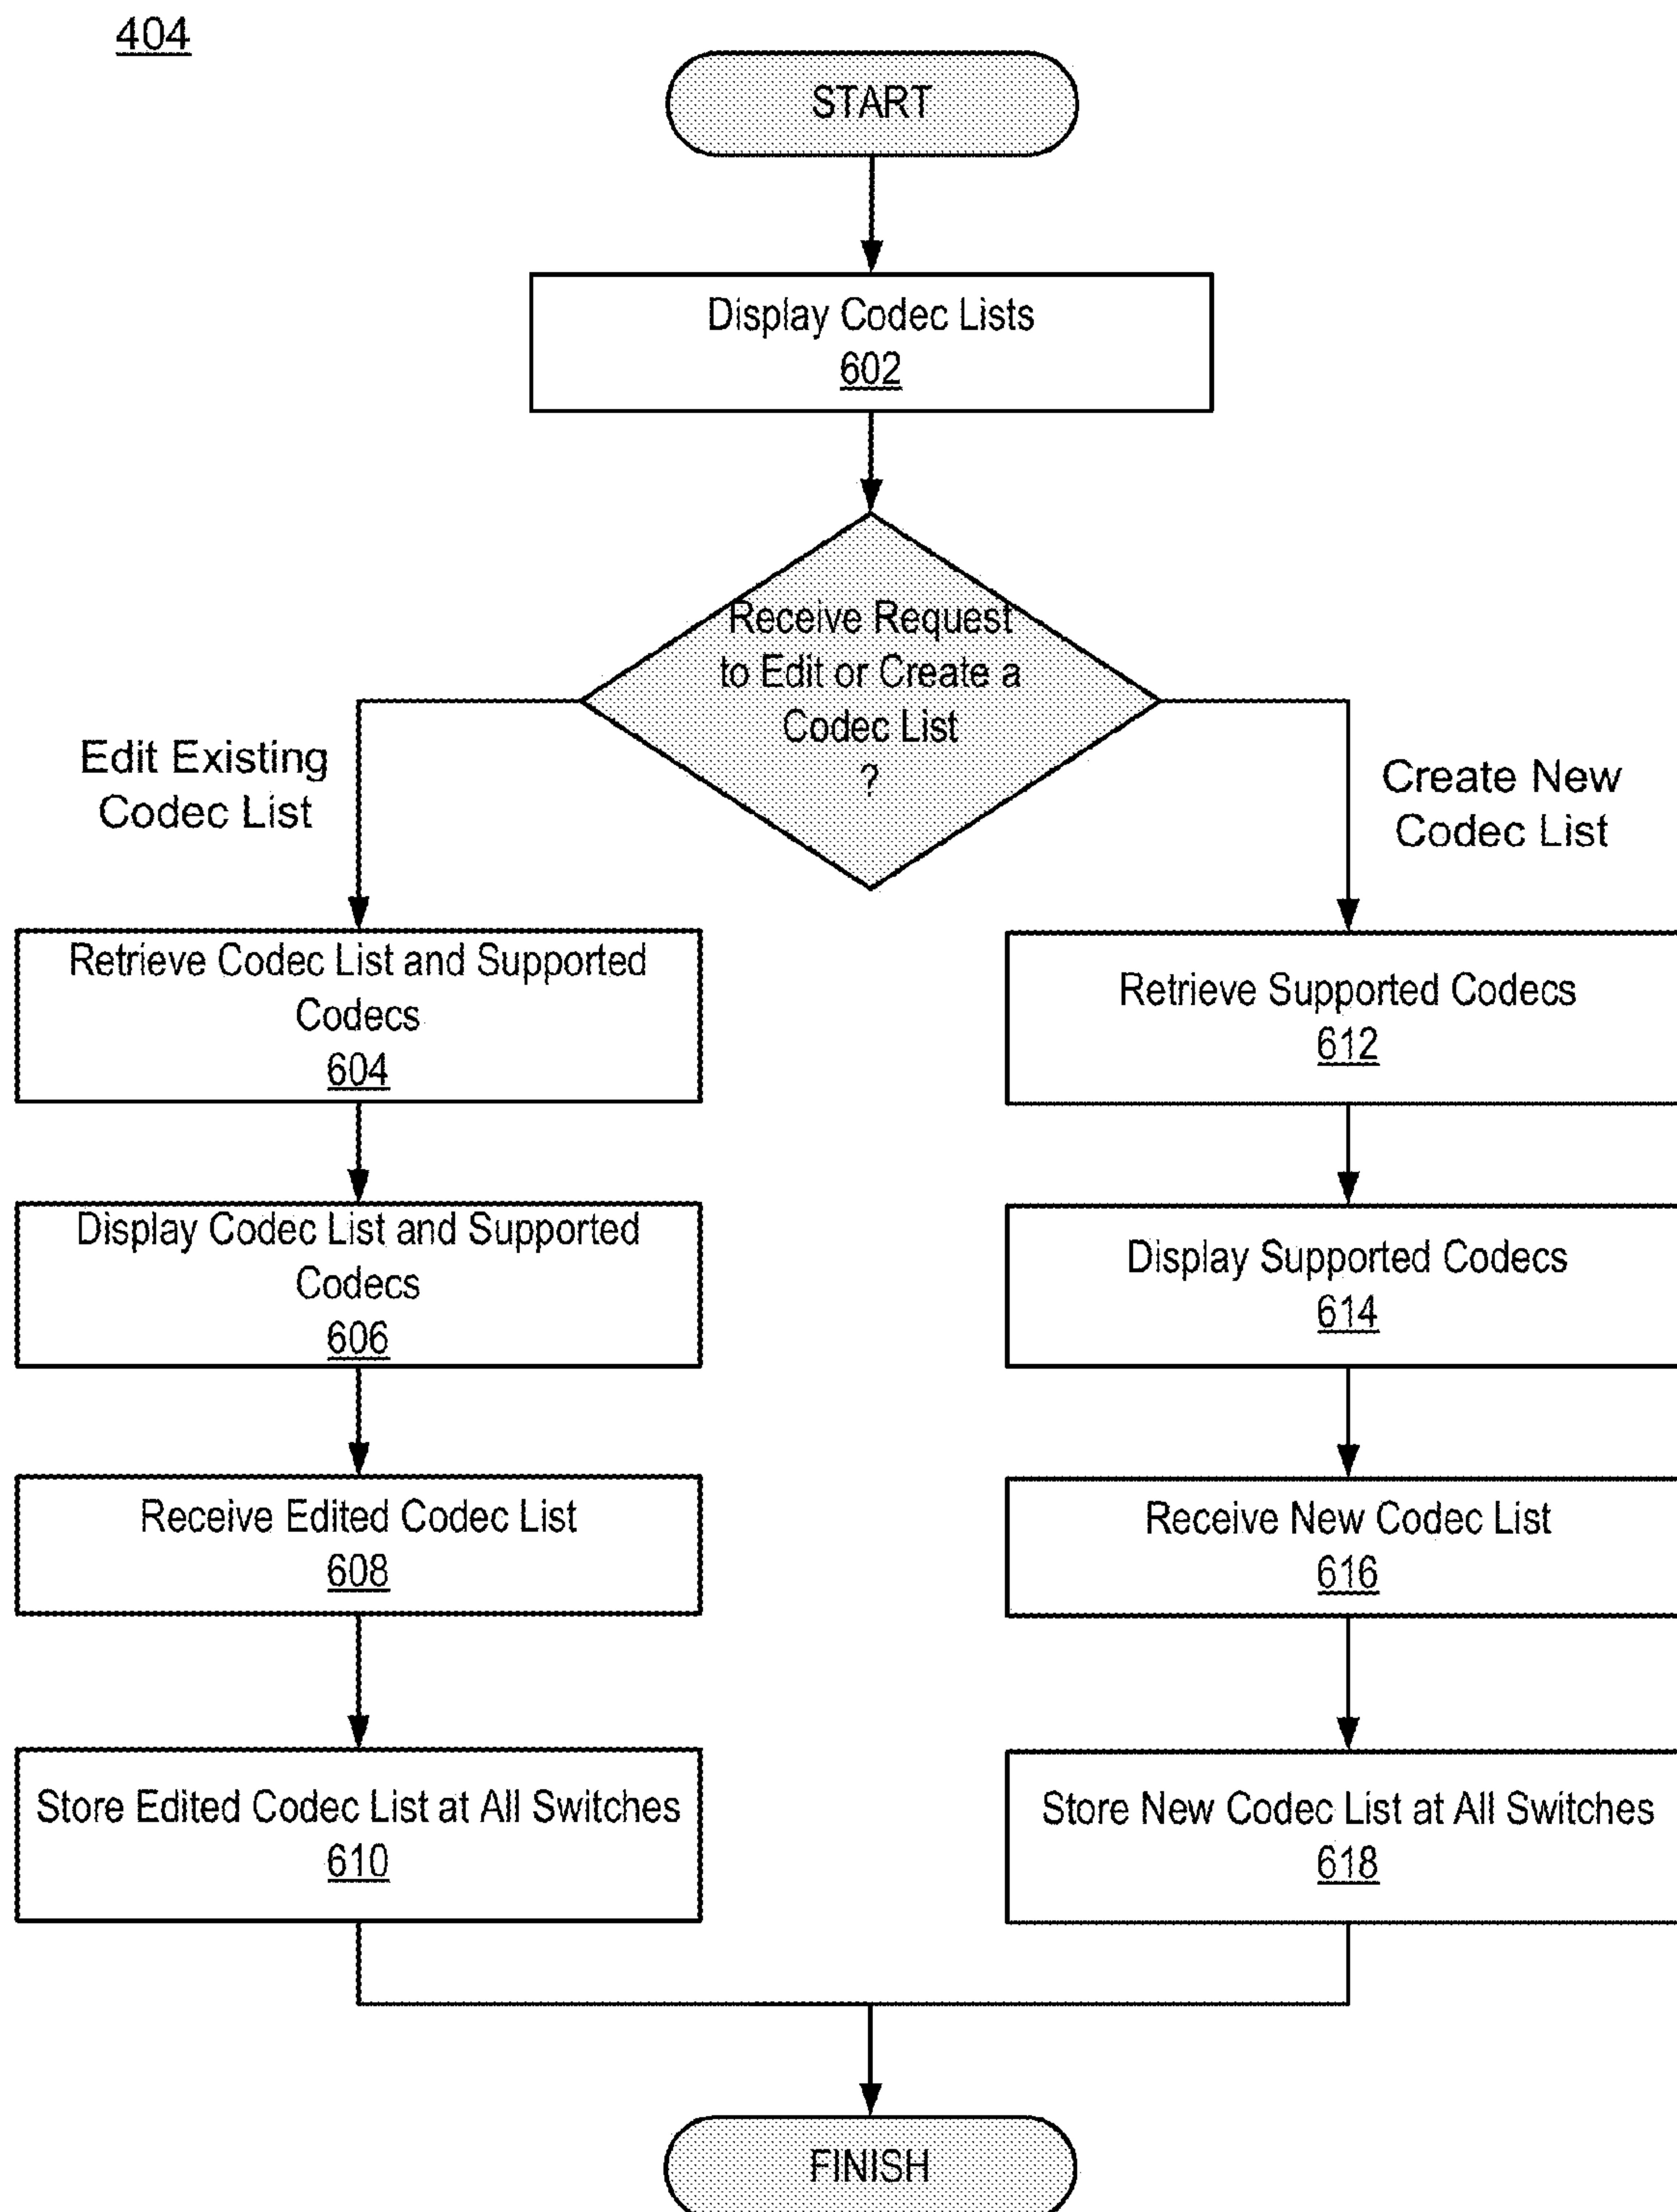 404
START
Display Codec Lists
602
Receive Request
to Edit or Create a
Codec List
?
Edit Existing
Codec List
Create New
Codec List
Retrieve Codec List and Supported
Codecs
604
Display Codec List and Supported
Codecs
606
Receive Edited Codec List
608
Store Edited Codec List at All Switches
610
Retrieve Supported Codecs
612
Display Supported Codecs
614
Receive New Codec List
616
Store New Codec List at All Switches
618
FINISH